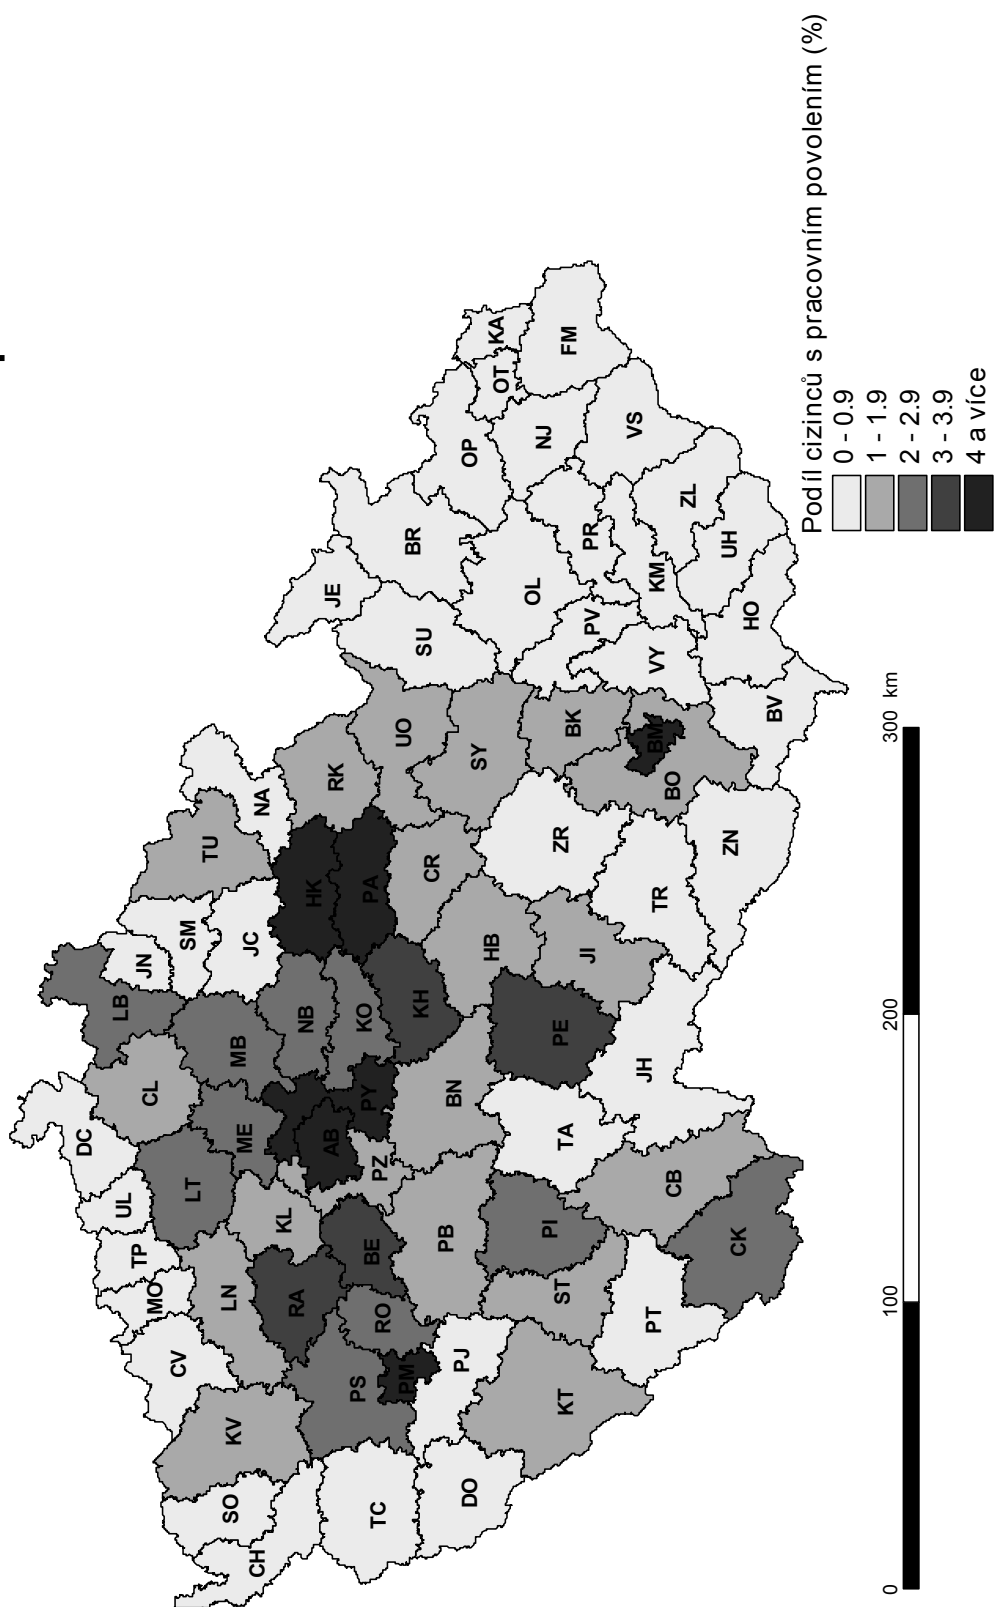 DC
LB
UL
TP
JN
CL
MO
CV
SM
LT
TU
LN
SO
KV
MB
ME
JC
CH
NA
KL
RA
NB
HK
AB
JE
RK
PS
KO
PY
PA
BE
TC
PZ
RO
UO
PM
BR
KH
SU
CR
PB
BN
PJ
DO
OP
SY
HB
KA
OT
OL
NJ
PI
PE
ZR
ST
TA
KT
FM
BK
JI
PR
PV
VS
JH
PT
BM
VY
KM
TR
BO
CB
ZL
UH
ZN
CK
HO
BV
0 100 200 300 km
Podíl cizinců s pracovním povolením (%)
0 - 0.9
1 - 1.9
2 - 2.9
3 - 3.9
4 a více